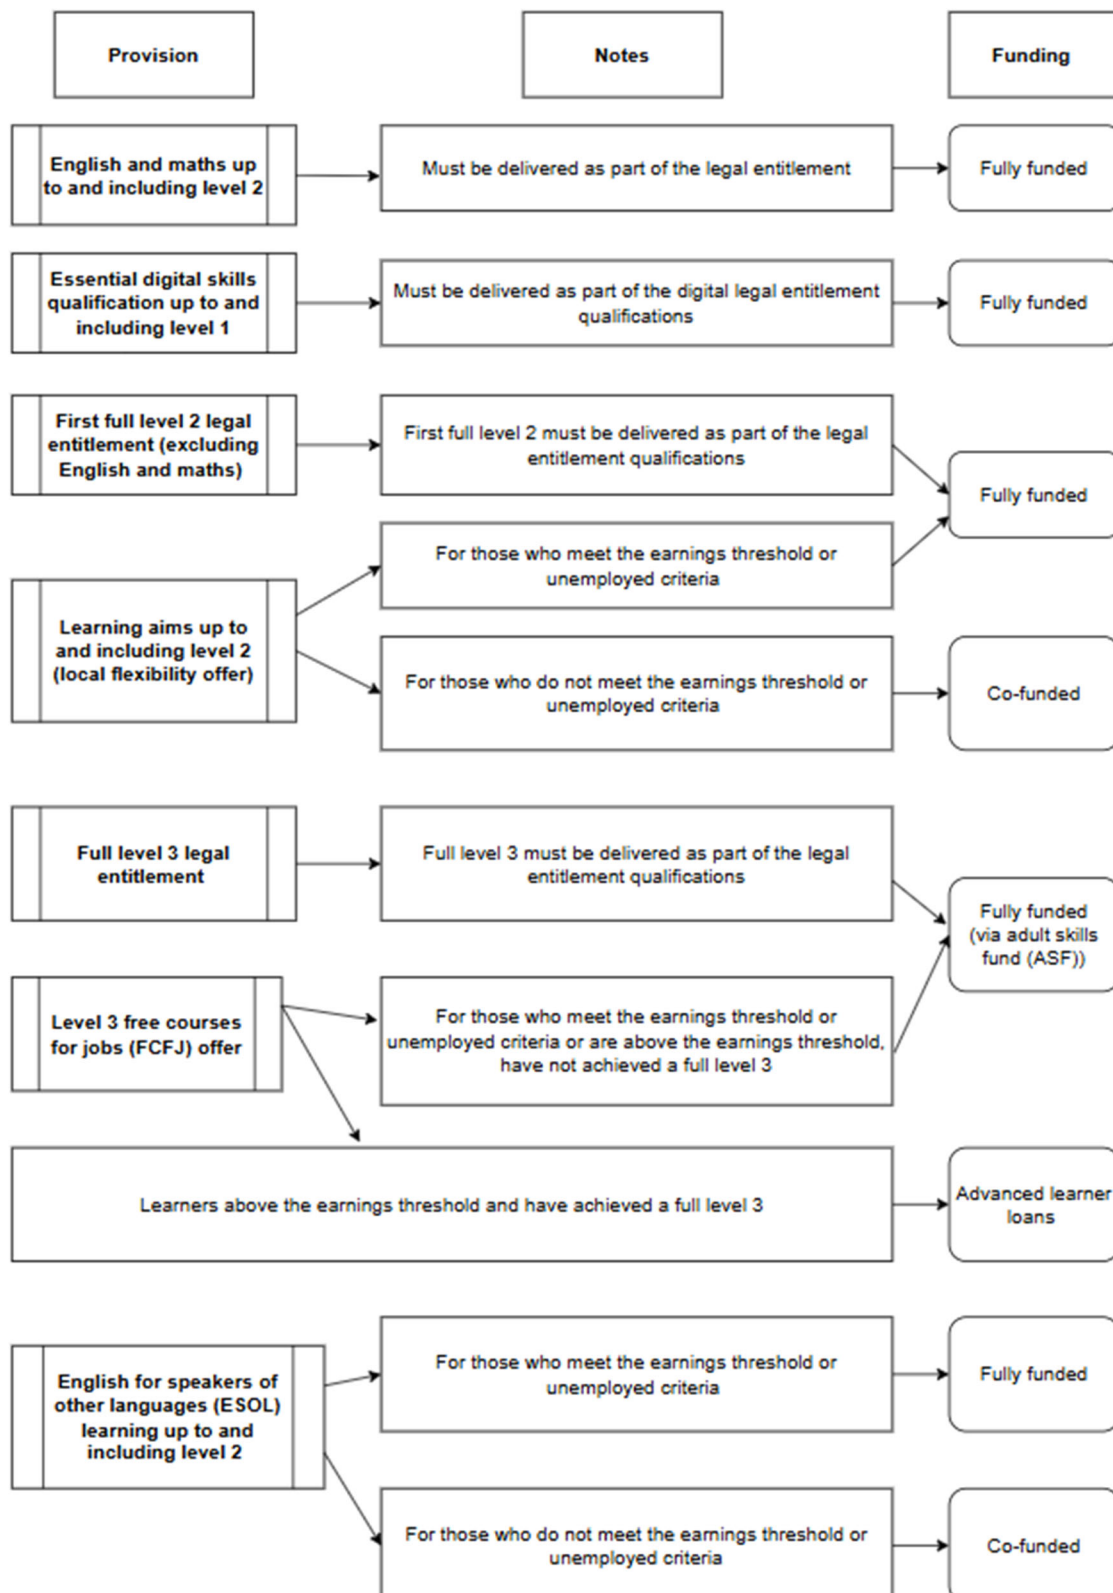 Provision
Notes
Funding
English and maths up
to and including level 2
Must be delivered as part of the legal entitlement
Fully funded
Essential digital skills
qualification up to and
including level 1
Must be delivered as part of the digital legal entitlement
qualifications
Fully funded
First full level 2 legal
entitlement (excluding
English and maths)
First full level 2 must be delivered as part of the legal
entitlement qualifications
Fully funded
Learning aims up to
and including level 2
(local flexibility offer)
For those who meet the earnings threshold or
unemployed criteria
For those who do not meet the earnings threshold or
unemployed criteria
Co-funded
Full level 3 legal
entitlement
Full level 3 must be delivered as part of the legal
entitlement qualifications
Fully funded
(via adult skills
fund (ASF))
Level 3 free courses
for jobs (FCFJ) offer
For those who meet the earnings threshold or
unemployed criteria or are above the earnings threshold,
have not achieved a full level 3
Learners above the earnings threshold and have achieved a full level 3
Advanced learner
loans
English for speakers of
other languages (ESOL)
learning up to and
including level 2
For those who meet the earnings threshold or
unemployed criteria
Fully funded
For those who do not meet the earnings threshold or
unemployed criteria
Co-funded